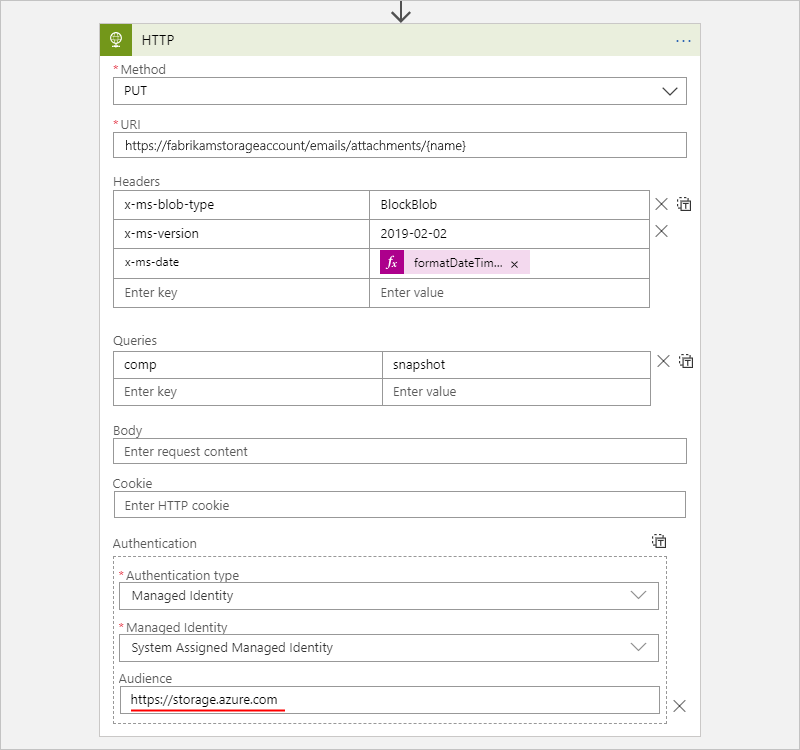 HTTP
...
* Method
PUT
* URI
https://fabrikamstorageaccount/emails/attachments/{name}
Headers
x-ms-blob-type BlockBlob
x-ms-version 2019-02-02
x-ms-date fx formatDateTim... ×
Enter key Enter value
Queries
comp snapshot
Enter key Enter value
Body
Enter request content
Cookie
Enter HTTP cookie
Authentication
* Authentication type
Managed Identity
* Managed Identity
System Assigned Managed Identity
Audience
https://storage.azure.com